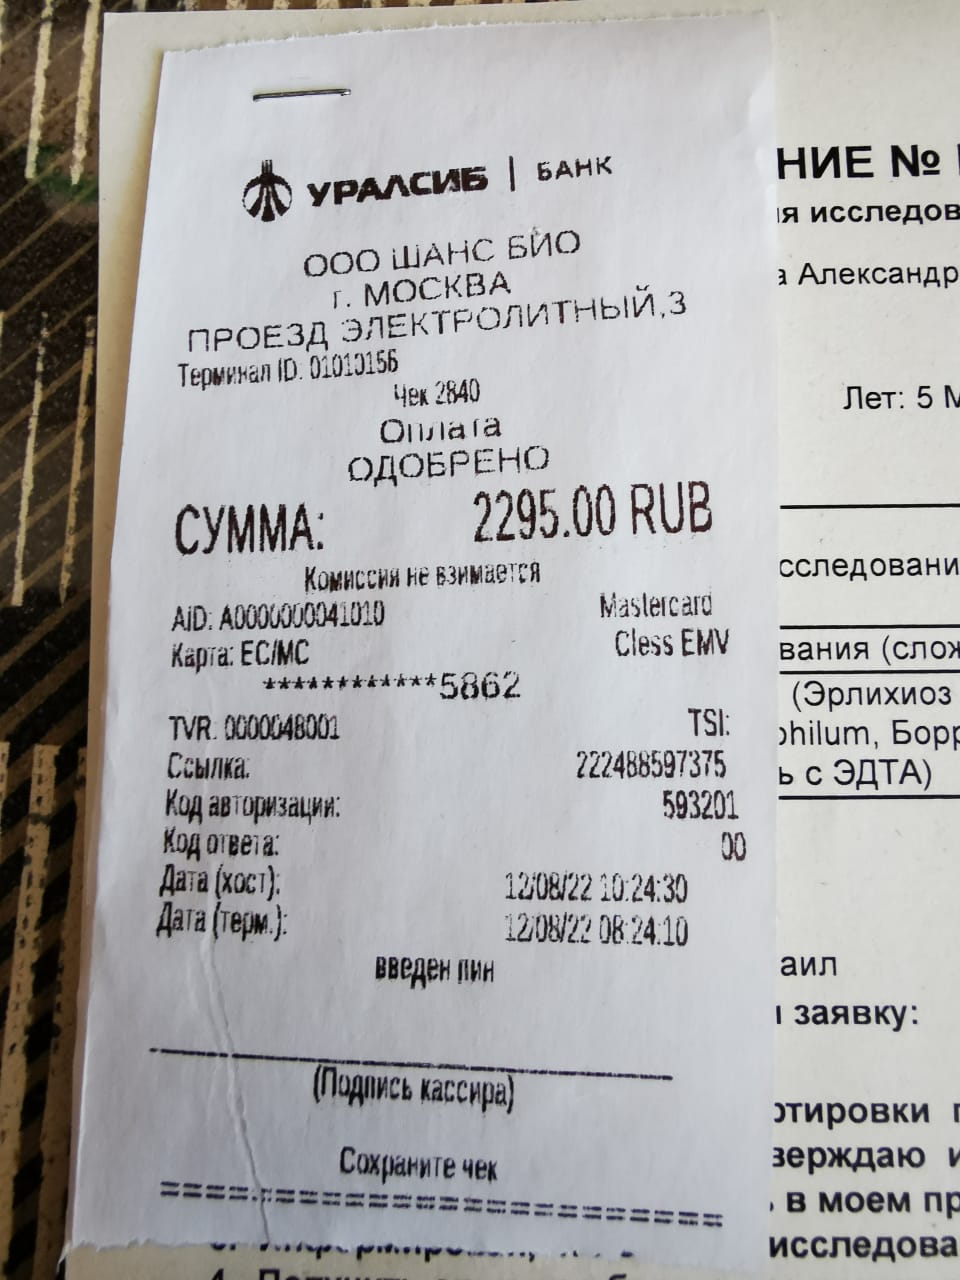 УРАЛСИБ | БАНК
ООО ШАНС БИО
г. МОСКВА
ПРОЕЗД ЭЛЕКТРОЛИТНЫЙ,3
Терминал ID: 01010156
Чек 2840
Оплата
ОДОБРЕНО
СУММА: 2295.00 RUB
Комиссия не взимается
AID: A0000000041010 Mastercard
Карта: EC/MC Cless EMV
************5862
TVR: 0000048001 TSI:
Ссылка: 222488597375
Код авторизации: 593201
Код ответа: 00
Дата (хост): 12/08/22 10:24:30
Дата (терм.): 12/08/22 08:24:10
введен пин
(Подпись кассира)
Сохраните чек
==========================================
НИЕ №
ия исследов
а Александр
Лет: 5 М
сследовани
вания (слож
(Эрлихиоз
philum, Борр
ь с ЭДТА)
аил
заявку:
ртировки п
верждаю и
в моем пр
исследова